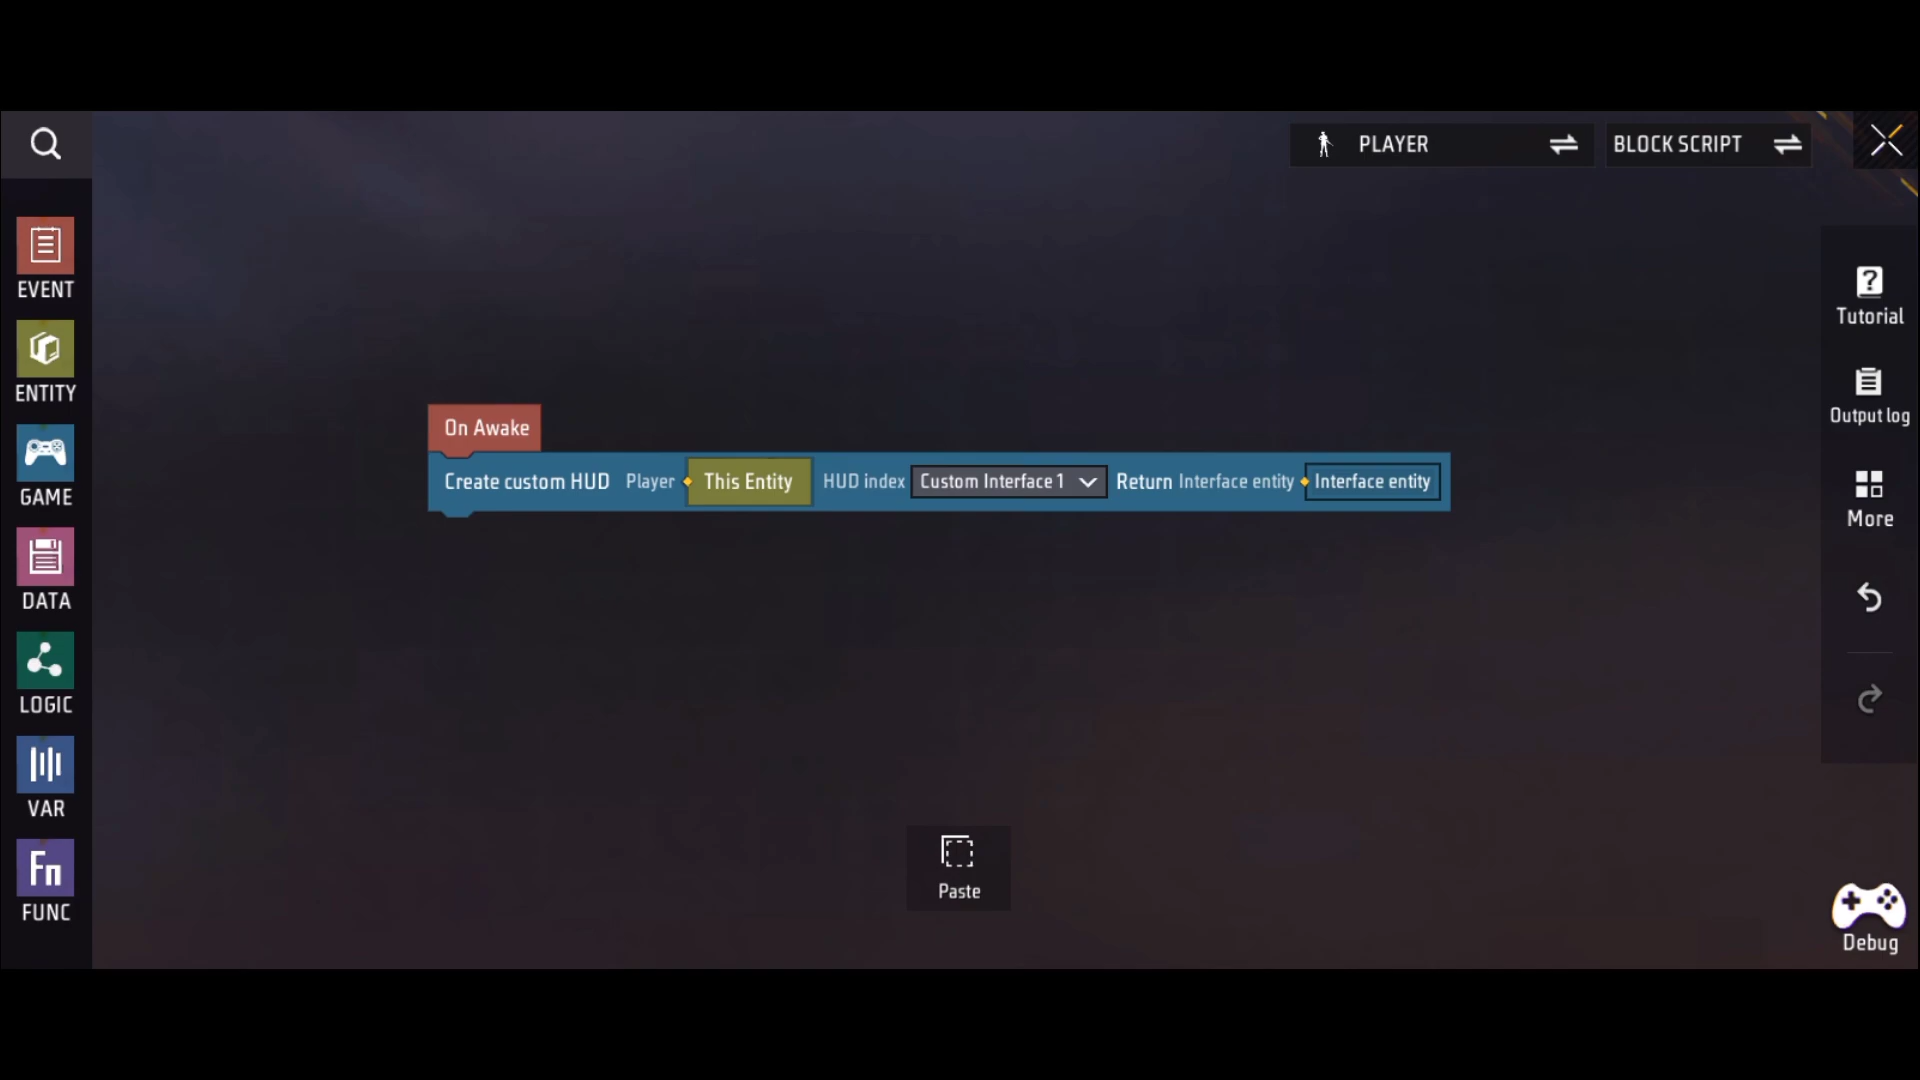 PLAYER
BLOCK SCRIPT
EVENT
ENTITY
GAME
DATA
LOGIC
VAR
Fn
FUNC
On Awake
Create custom HUD Player This Entity HUD index Custom Interface 1 Return Interface entity Interface entity
Paste
Tutorial
Output log
More
Debug